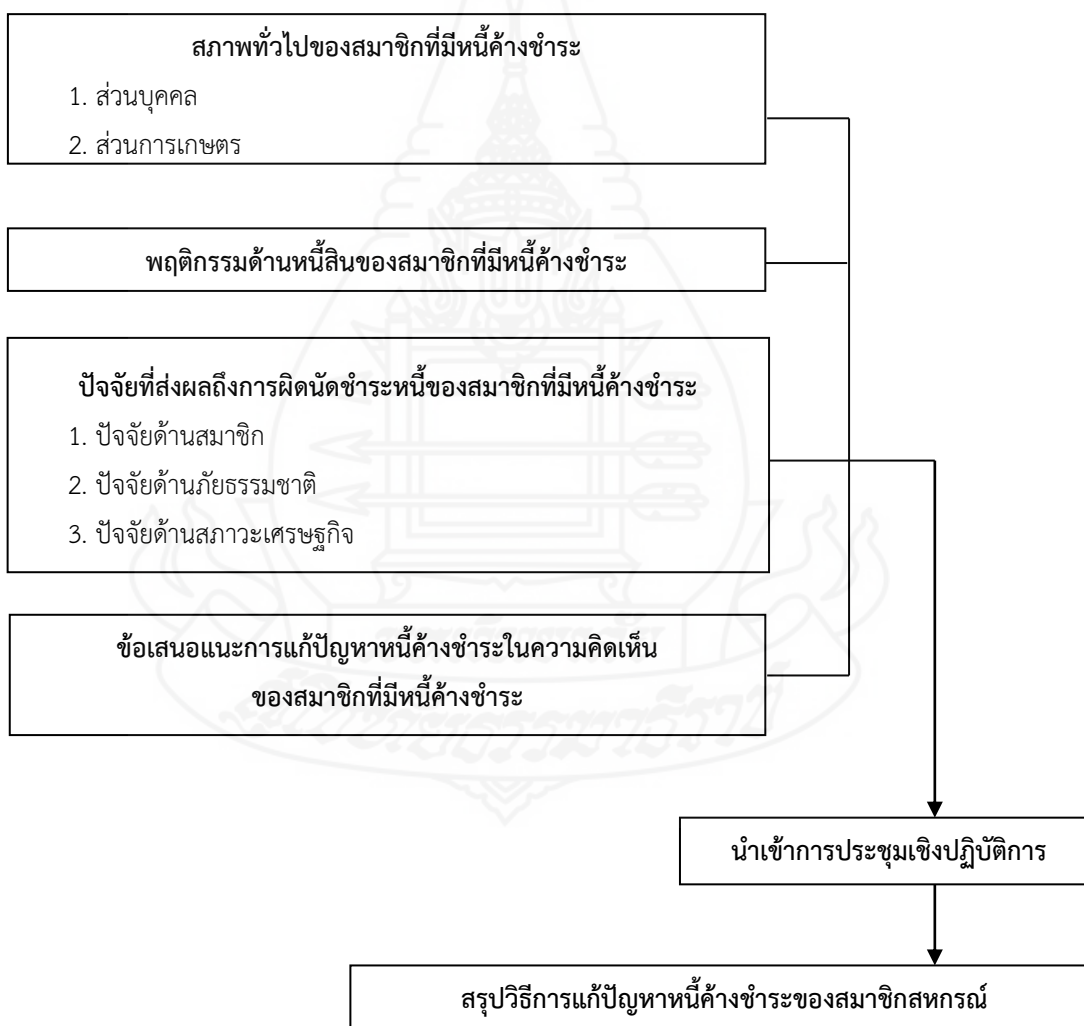 สภาพทั่วไปของสมาชิกที่มีหนี้ค้างชำระ
1. ส่วนบุคคล
2. ส่วนการเกษตร
พฤติกรรมด้านหนี้สินของสมาชิกที่มีหนี้ค้างชำระ
ปัจจัยที่ส่งผลถึงการผิดนัดชำระหนี้ของสมาชิกที่มีหนี้ค้างชำระ
1. ปัจจัยด้านสมาชิก
2. ปัจจัยด้านภัยธรรมชาติ
3. ปัจจัยด้านสภาวะเศรษฐกิจ
ข้อเสนอแนะการแก้ปัญหาหนี้ค้างชำระในความคิดเห็น
ของสมาชิกที่มีหนี้ค้างชำระ
นำเข้าการประชุมเชิงปฏิบัติการ
สรุปวิธีการแก้ปัญหาหนี้ค้างชำระของสมาชิกสหกรณ์